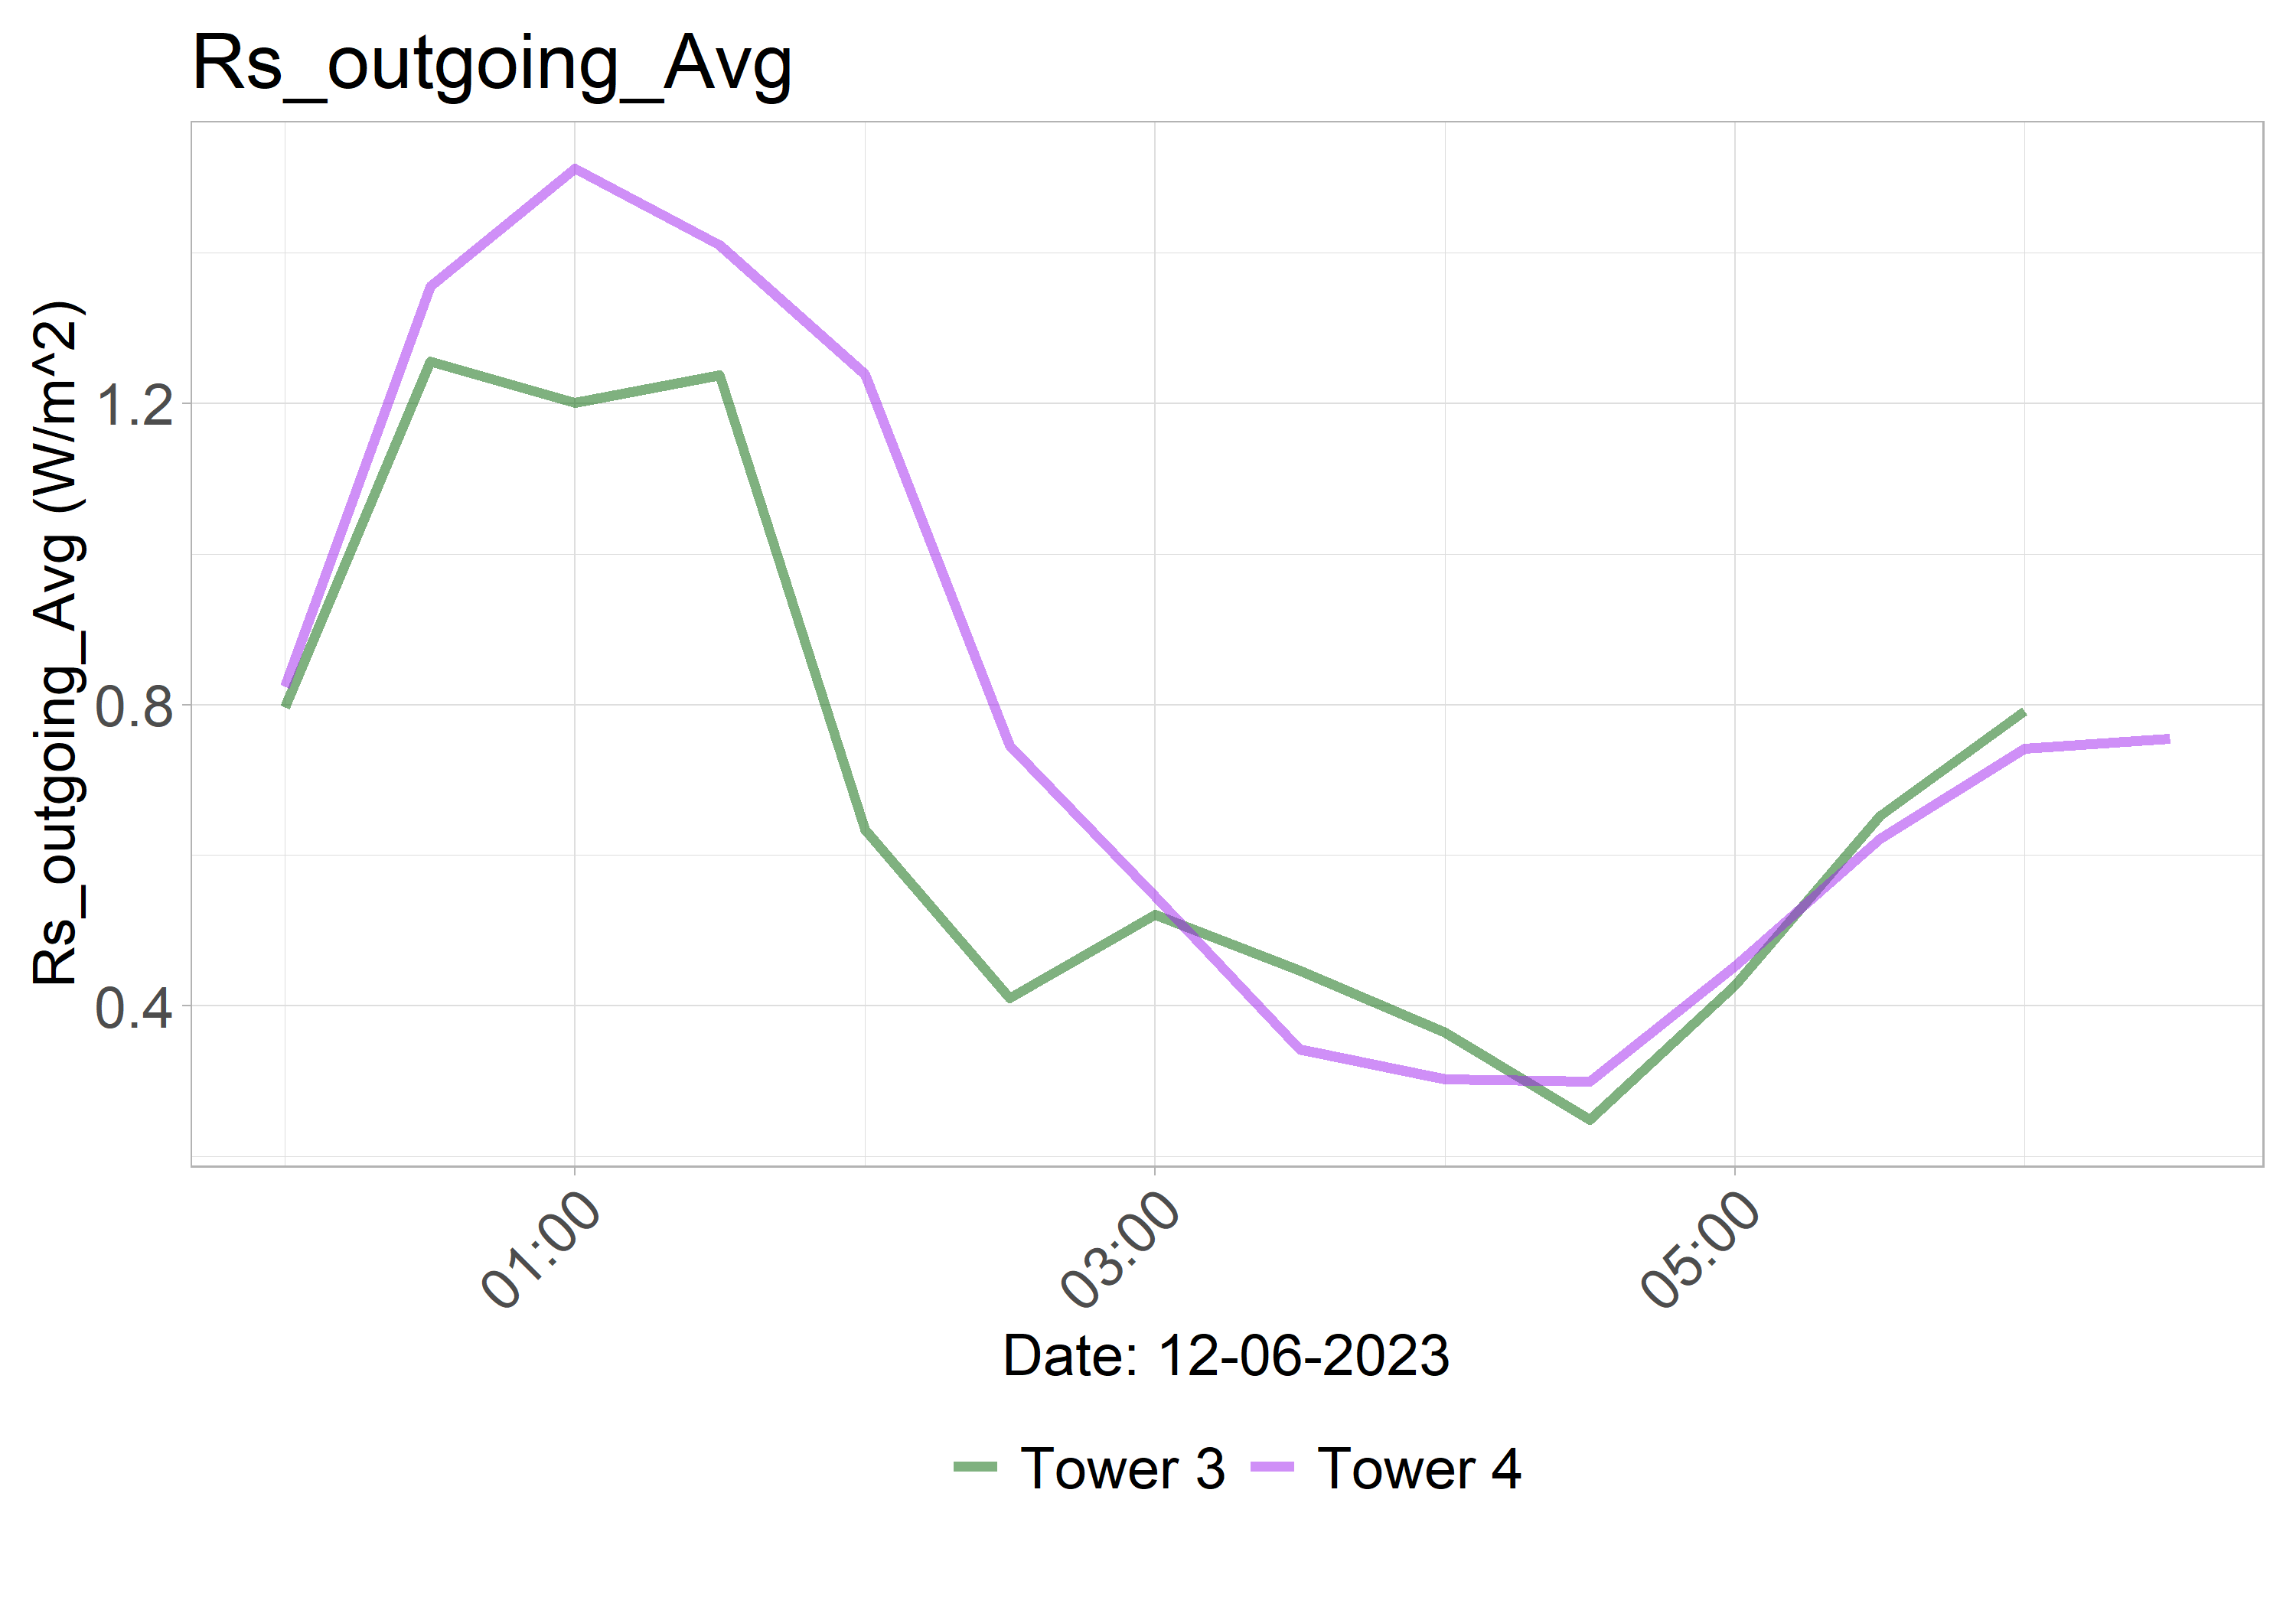 Rs_outgoing_Avg
Rs_outgoing_Avg (W/m^2)
1.2
0.8
0.4
01:00
03:00
05:00
Date: 12-06-2023
Tower 3
Tower 4